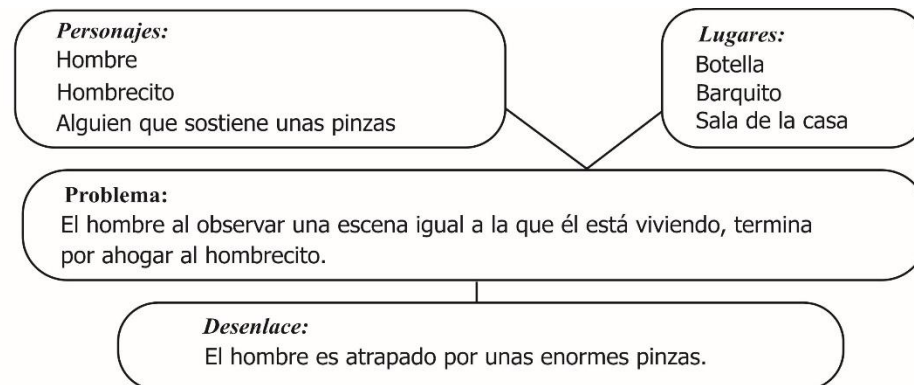 Personajes:
Hombre
Hombrecito
Alguien que sostiene unas pinzas
Lugares:
Botella
Barquito
Sala de la casa
Problema:
El hombre al observar una escena igual a la que él está viviendo, termina
por ahogar al hombrecito.
Desenlace:
El hombre es atrapado por unas enormes pinzas.